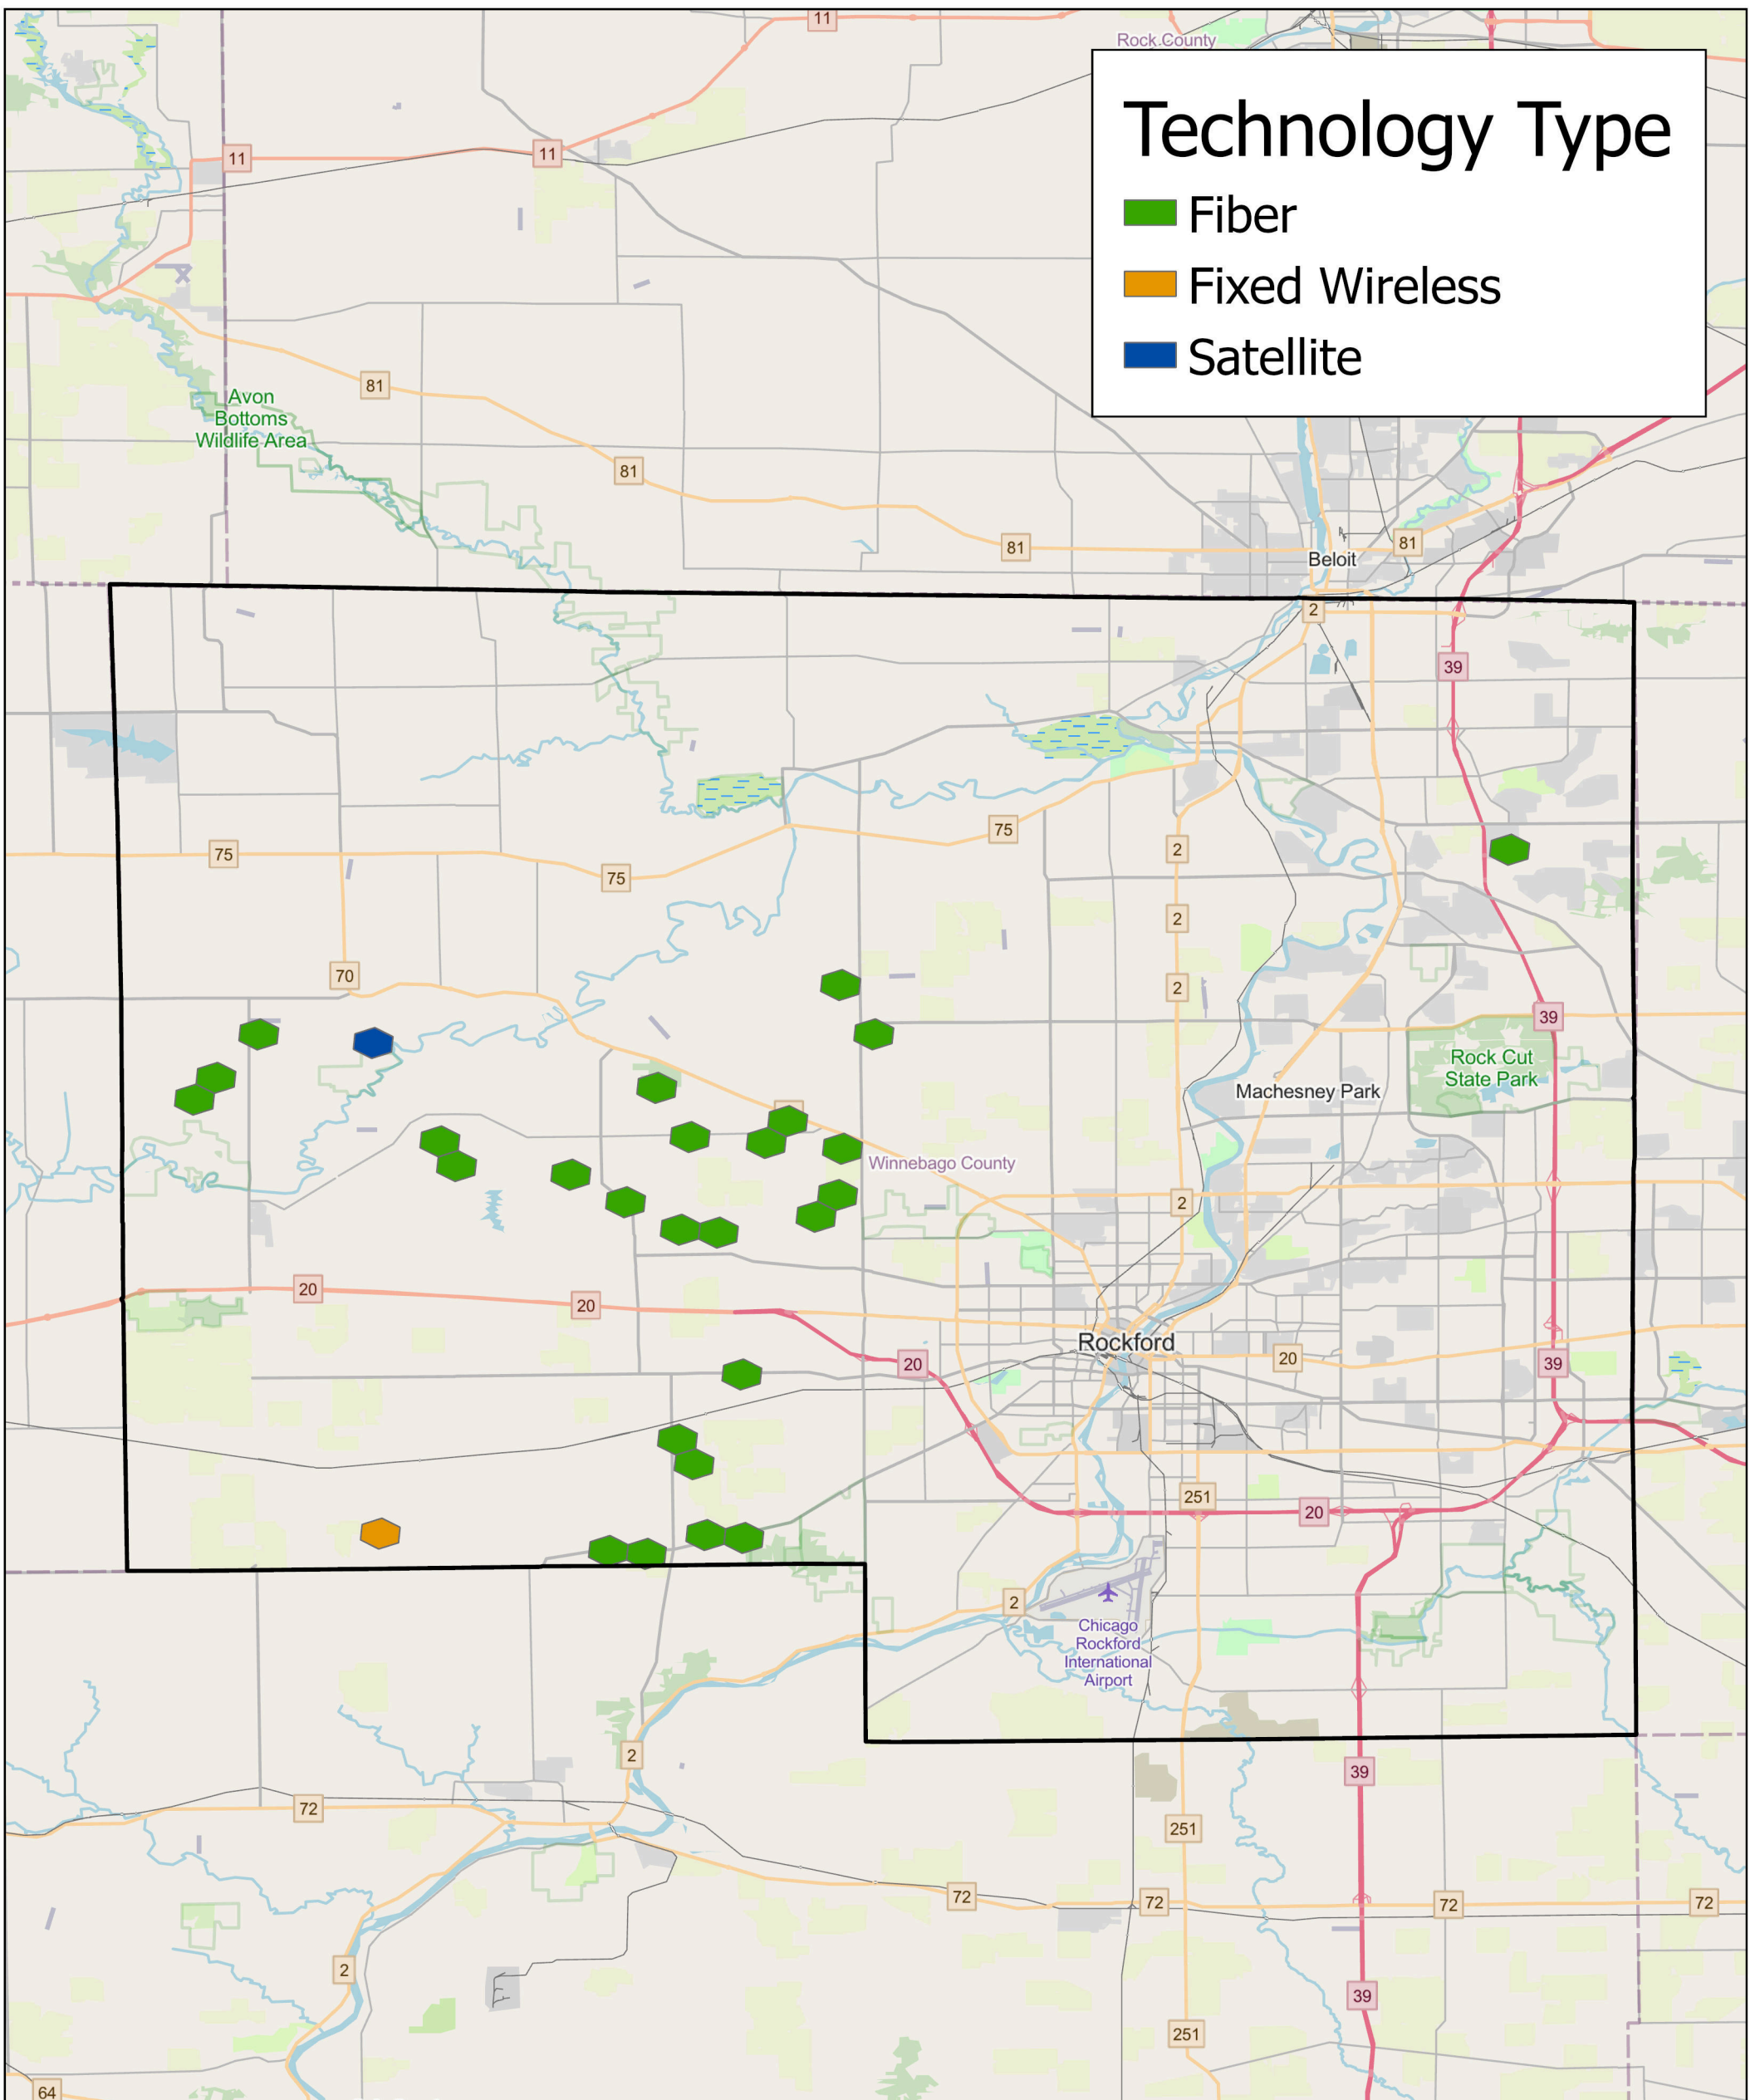 11
Rock County
Technology Type
Fiber
Fixed Wireless
Satellite
11
11
81
Avon
Bottoms
Wildlife Area
81
81
81
Beloit
2
39
75
75
75
2
2
70
2
39
Rock Cut
State Park
Machesney Park
Winnebago County
2
20
20
Rockford
20
20
39
251
20
2
Chicago
Rockford
International
Airport
2
39
72
251
72
72
72
72
2
39
251
64